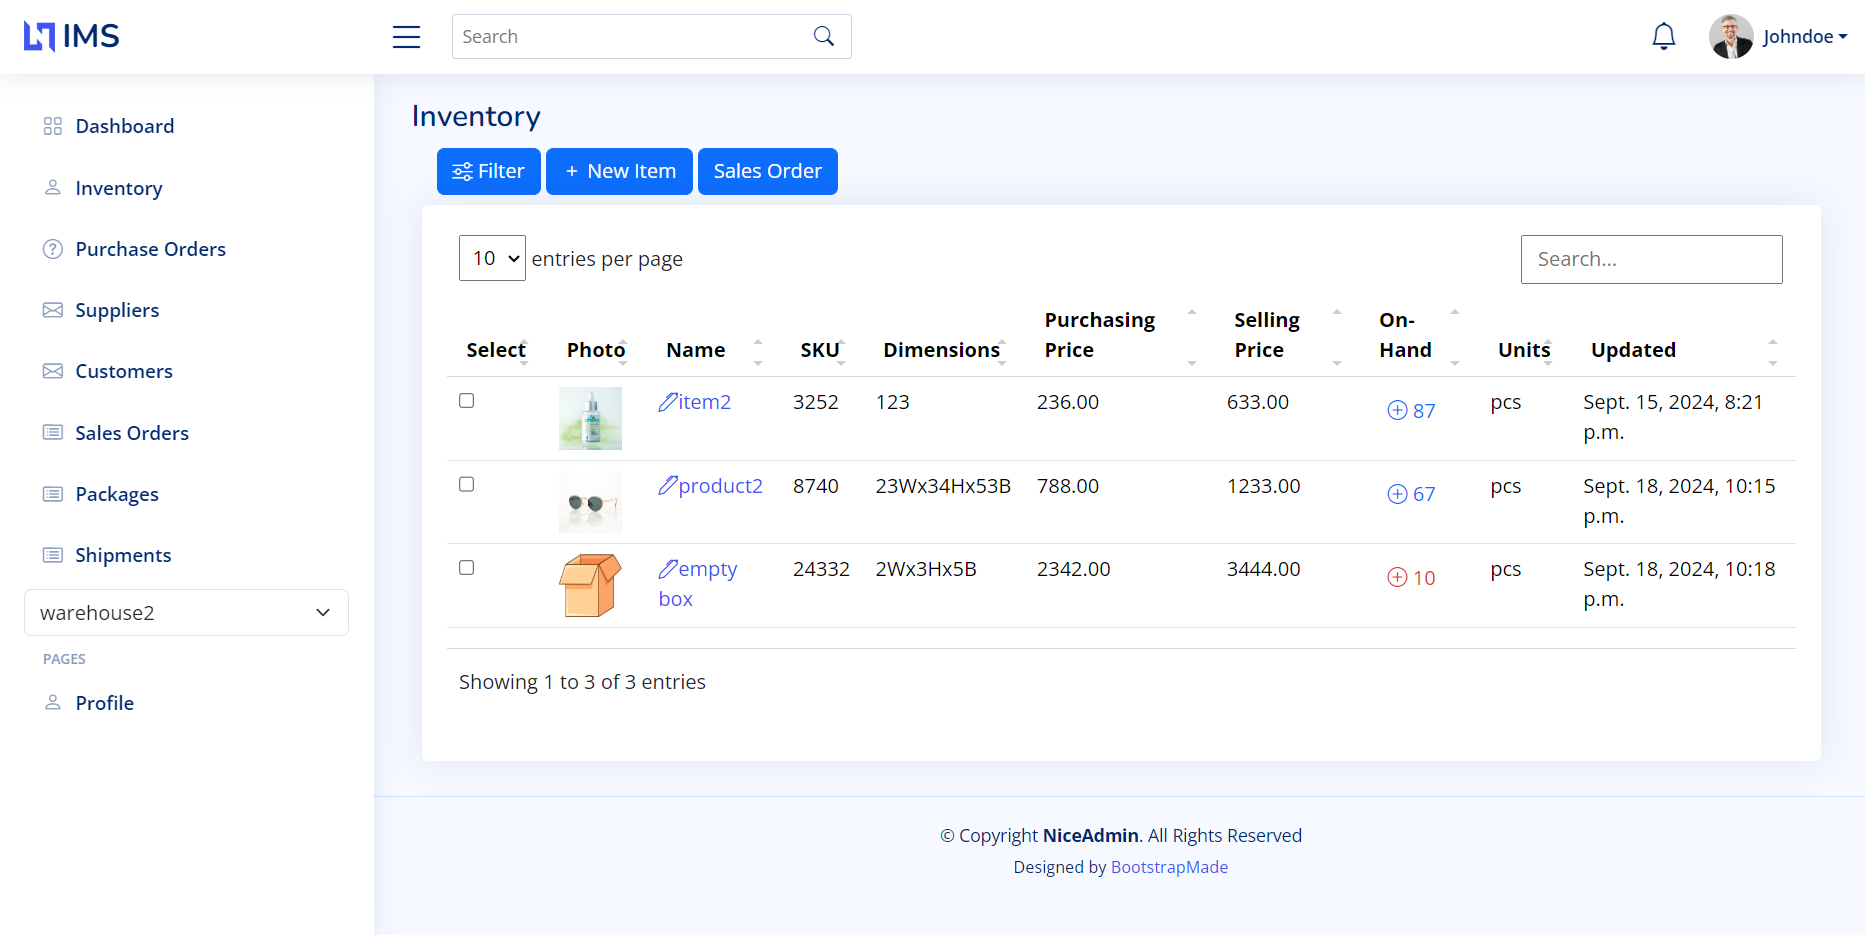 IMS
Search
Johndoe
Dashboard
Inventory
Purchase Orders
Suppliers
Customers
Sales Orders
Packages
Shipments
warehouse2
PAGES
Profile
Inventory
Filter + New Item Sales Order
10 entries per page
Search...
Select Photo Name SKU Dimensions Purchasing Price Selling Price On-Hand Units Updated
item2 3252 123 236.00 633.00 87 pcs Sept. 15, 2024, 8:21 p.m.
product2 8740 23Wx34Hx53B 788.00 1233.00 67 pcs Sept. 18, 2024, 10:15 p.m.
empty box 24332 2Wx3Hx5B 2342.00 3444.00 10 pcs Sept. 18, 2024, 10:18 p.m.
Showing 1 to 3 of 3 entries
© Copyright NiceAdmin. All Rights Reserved
Designed by BootstrapMade